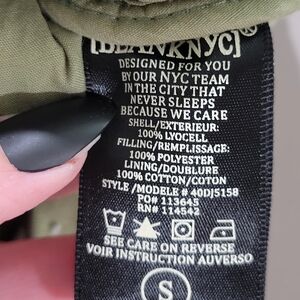 [BLANKNYC]®
DESIGNED FOR YOU
BY OUR NYC TEAM
IN THE CITY THAT
NEVER SLEEPS
BECAUSE WE CARE
SHELL/EXTERIEUR:
100% LYOCELL
FILLING/REMPLISSAGE:
100% POLYESTER
LINING/DOUBLURE
100% COTTON/COTON
STYLE/MODELE # 40DJ5158
PO# 113645
RN# 114542
SEE CARE ON REVERSE
VOIR INSTRUCTION AUVERSO
S